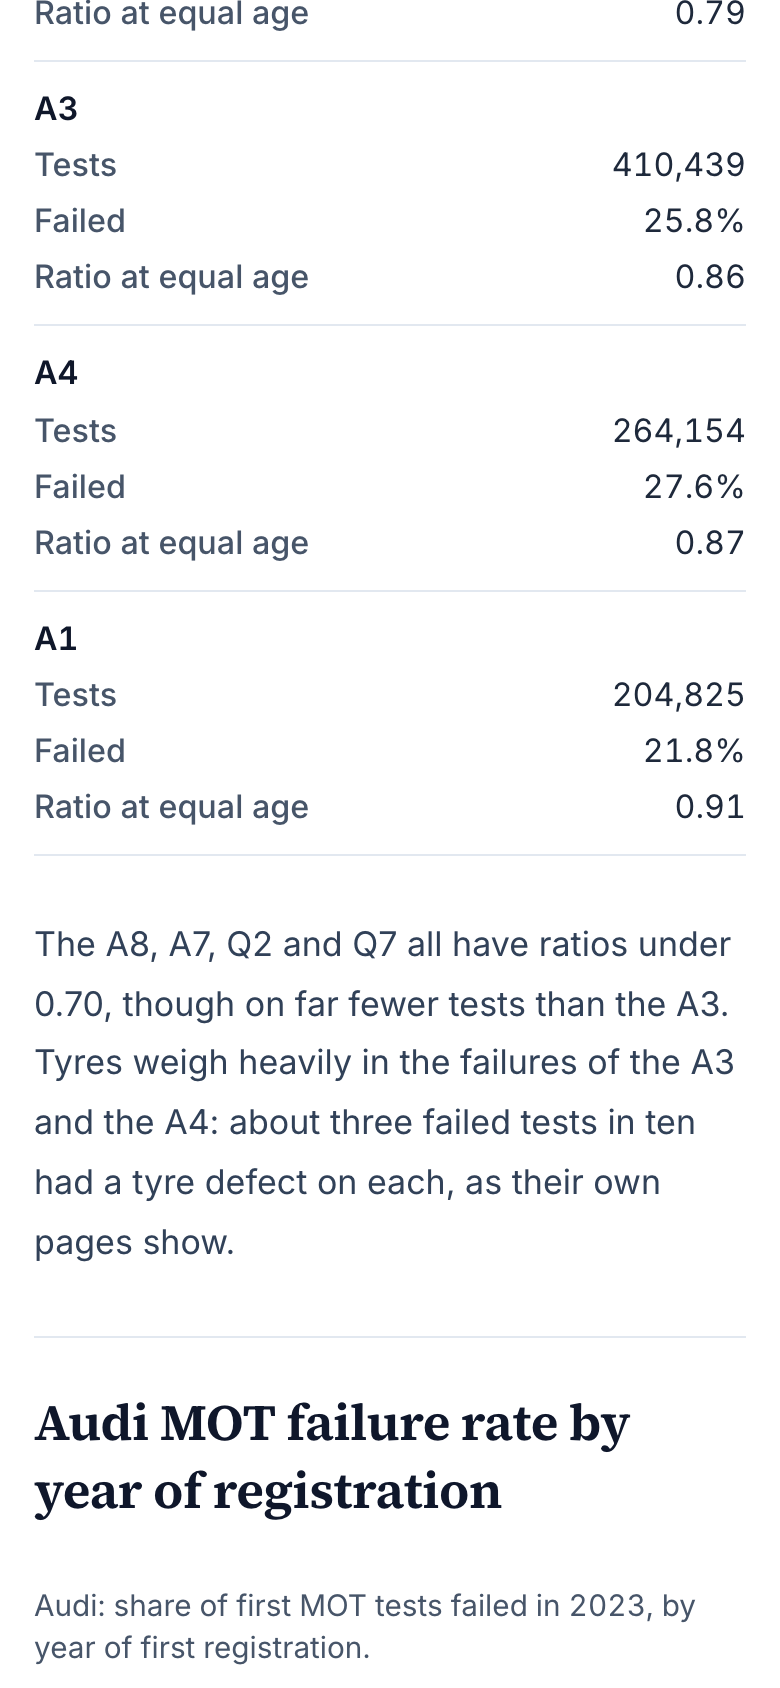 Ratio at equal age 0.79
A3
Tests 410,439
Failed 25.8%
Ratio at equal age 0.86
A4
Tests 264,154
Failed 27.6%
Ratio at equal age 0.87
A1
Tests 204,825
Failed 21.8%
Ratio at equal age 0.91
The A8, A7, Q2 and Q7 all have ratios under
0.70, though on far fewer tests than the A3.
Tyres weigh heavily in the failures of the A3
and the A4: about three failed tests in ten
had a tyre defect on each, as their own
pages show.
Audi MOT failure rate by
year of registration
Audi: share of first MOT tests failed in 2023, by
year of first registration.